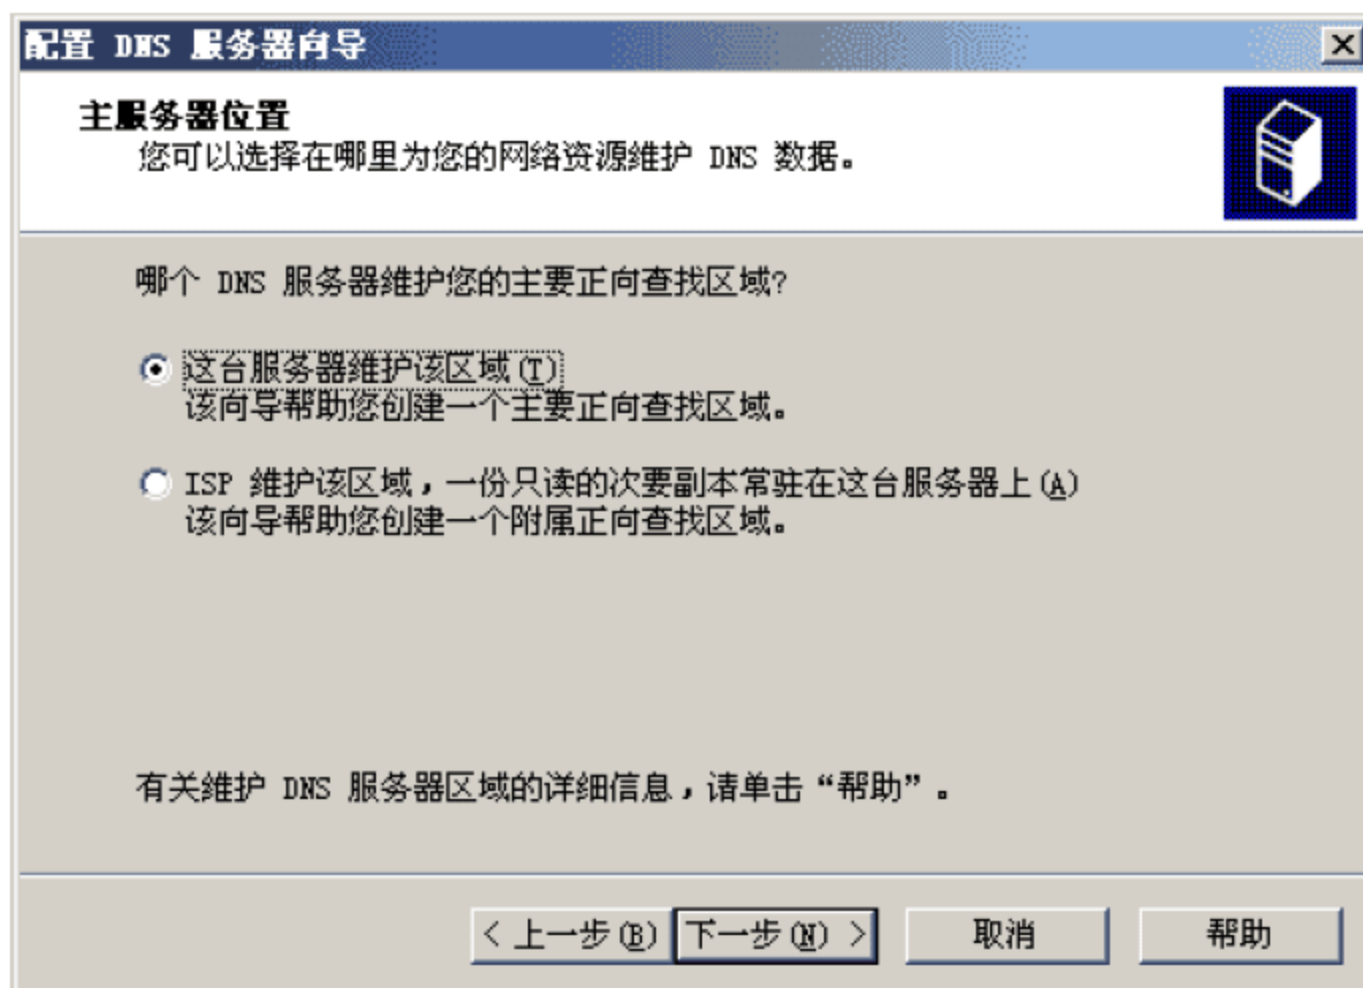 配置 DNS 服务器向导
主服务器位置
您可以选择在哪里为您的网络资源维护 DNS 数据。
哪个 DNS 服务器维护您的主要正向查找区域?
这台服务器维护该区域(T)
该向导帮助您创建一个主要正向查找区域。
ISP 维护该区域，一份只读的次要副本常驻在这台服务器上(A)
该向导帮助您创建一个附属正向查找区域。
有关维护 DNS 服务器区域的详细信息，请单击“帮助”。
< 上一步(B) 下一步(N) > 取消 帮助